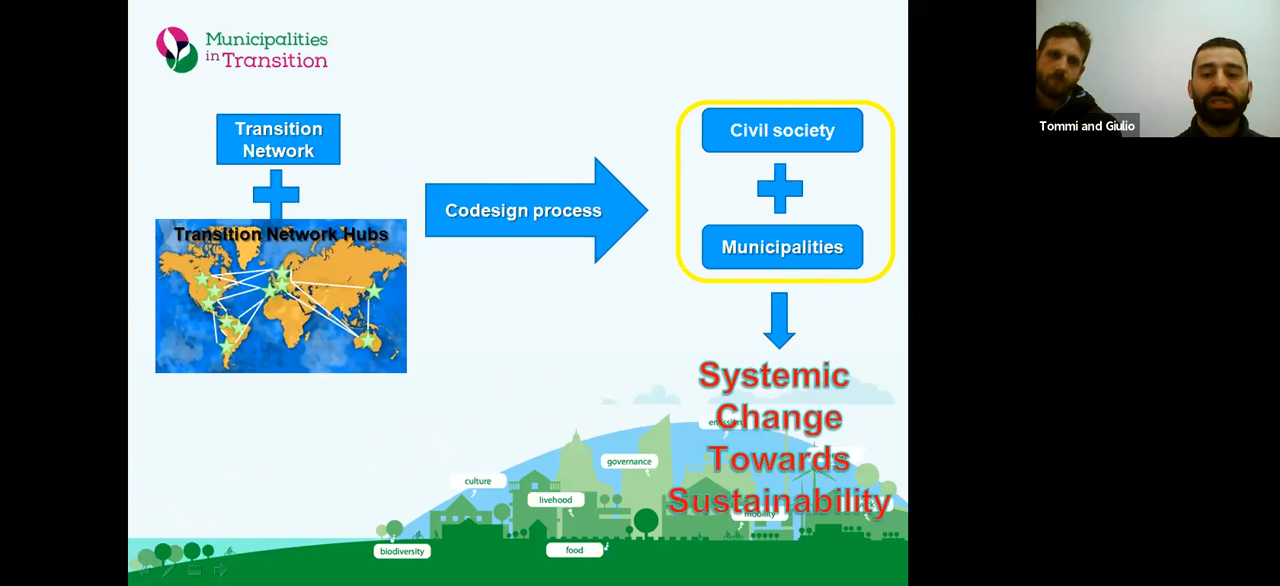 Municipalities
in Transition
Transition
Network
Transition Network Hubs
Codesign process
Civil society
Municipalities
Systemic
Change
Towards
Sustainability
governance
culture
livehood
mobility
biodiversity
food
Tommi and Giulio